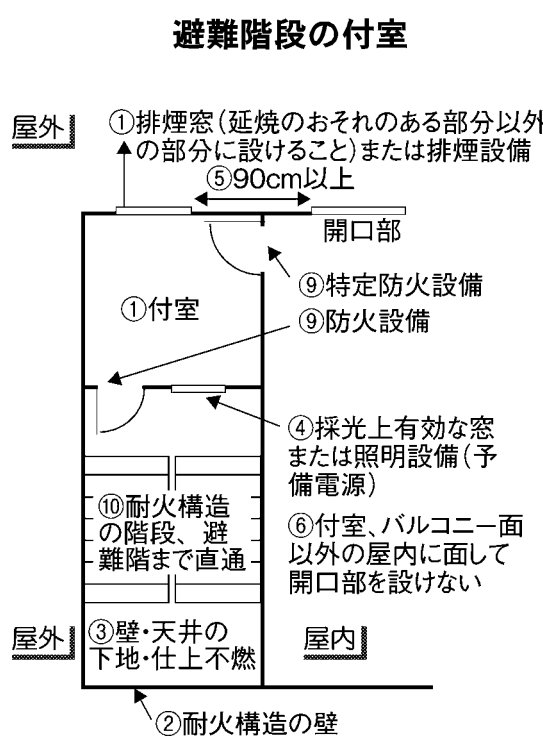 避難階段の付室
屋外
①排煙窓（延焼のおそれのある部分以外
の部分に設けること）または排煙設備
⑤90cm以上
開口部
⑨特定防火設備
①付室
⑨防火設備
④採光上有効な窓
または照明設備（予
備電源）
⑩耐火構造
の階段、避
難階まで直通
⑥付室、バルコニー面
以外の屋内に面して
開口部を設けない
屋外
③壁・天井の
下地・仕上不燃
屋内
②耐火構造の壁